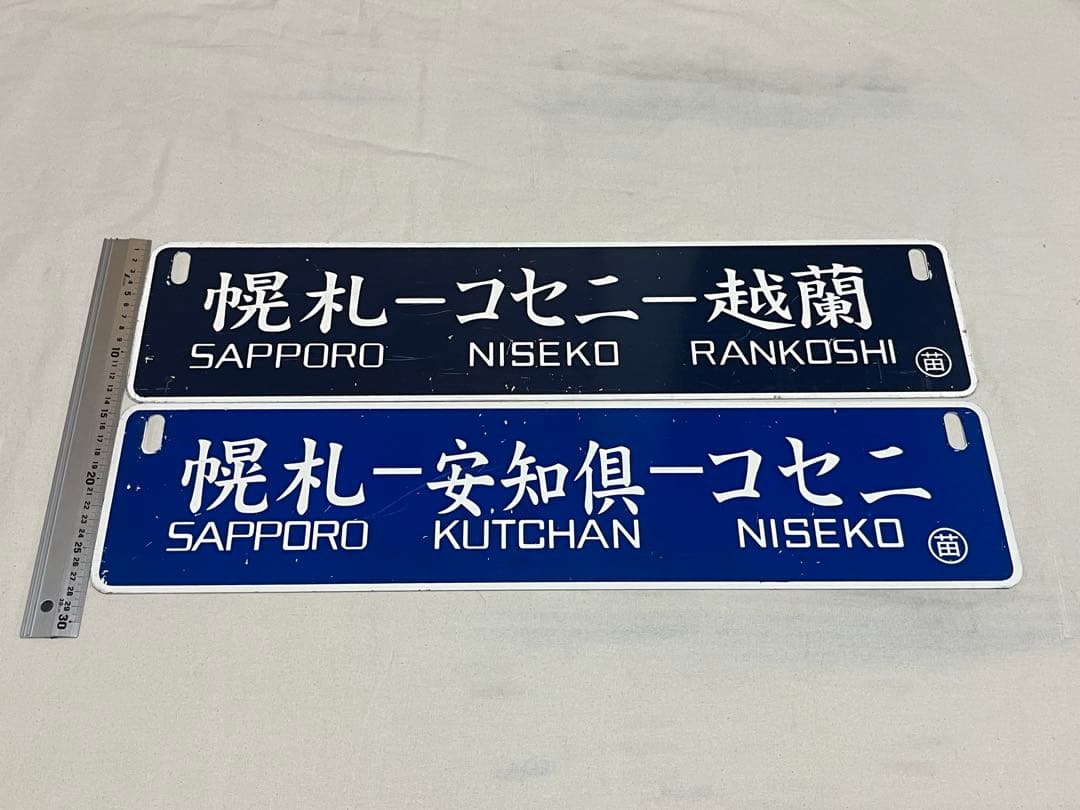 蘭越ーニセコー札幌
SAPPORO NISEKO RANKOSHI 苗
ニセコー倶知安ー札幌
SAPPORO KUTCHAN NISEKO 苗